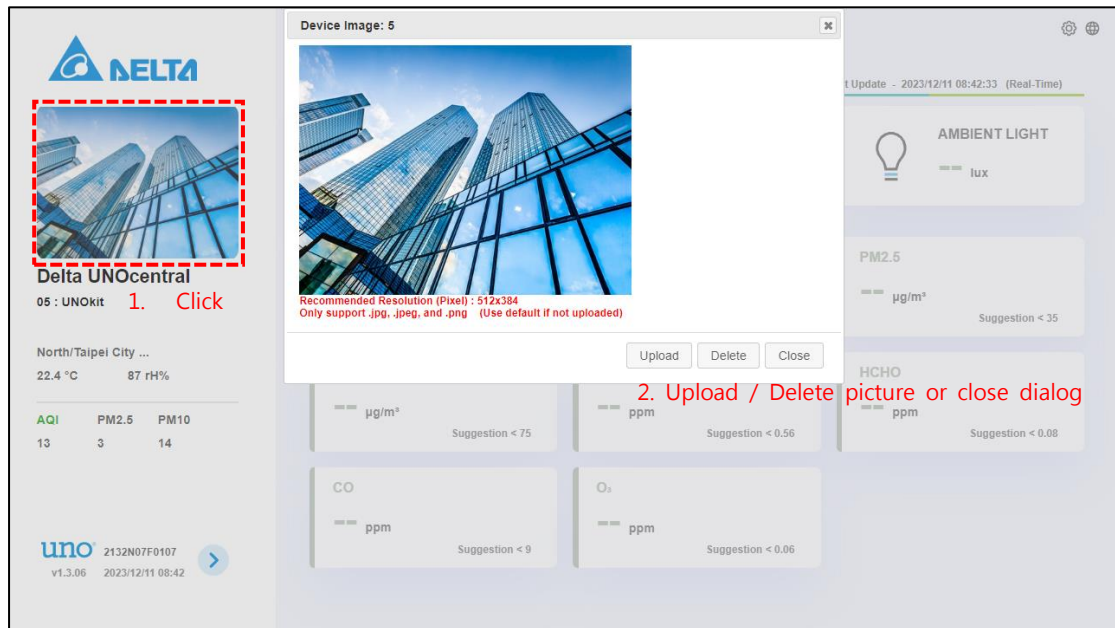 DELTA
Delta UNOcentral
05 : UNOkit
1. Click
North/Taipei City ...
22.4 °C 87 rH%
AQI PM2.5 PM10
13 3 14
uno 2132N07F0107
v1.3.06 2023/12/11 08:42
Device Image: 5
Recommended Resolution (Pixel) : 512x384
Only support .jpg, .jpeg, and .png (Use default if not uploaded)
Upload Delete Close
2. Upload / Delete picture or close dialog
t Update - 2023/12/11 08:42:33 (Real-Time)
AMBIENT LIGHT
-- lux
PM2.5
-- µg/m³
Suggestion < 35
-- µg/m³
Suggestion < 75
-- ppm
Suggestion < 0.56
HCHO
-- ppm
Suggestion < 0.08
CO
-- ppm
Suggestion < 9
O₃
-- ppm
Suggestion < 0.06